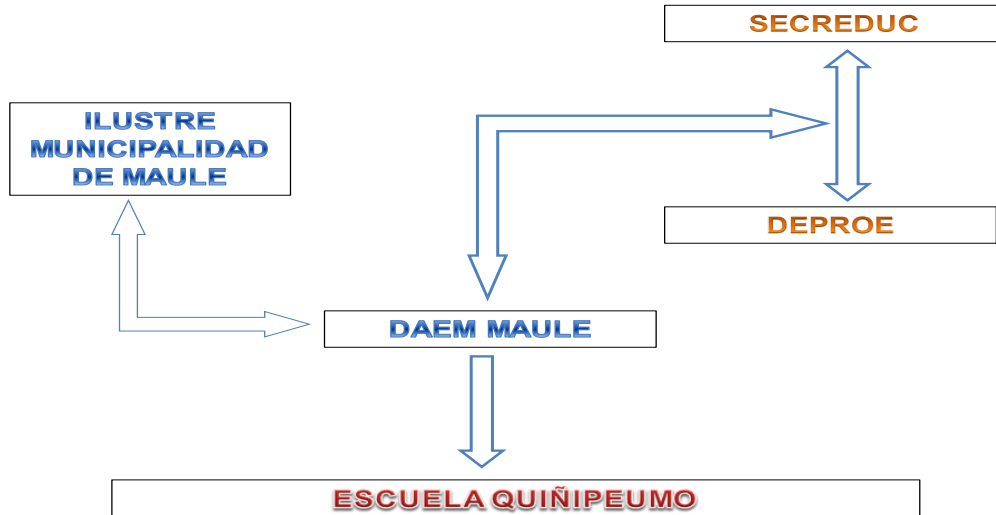 SECREDUC
ILUSTRE
MUNICIPALIDAD
DE MAULE
DEPROE
DAEM MAULE
ESCUELA QUIÑIPEUMO